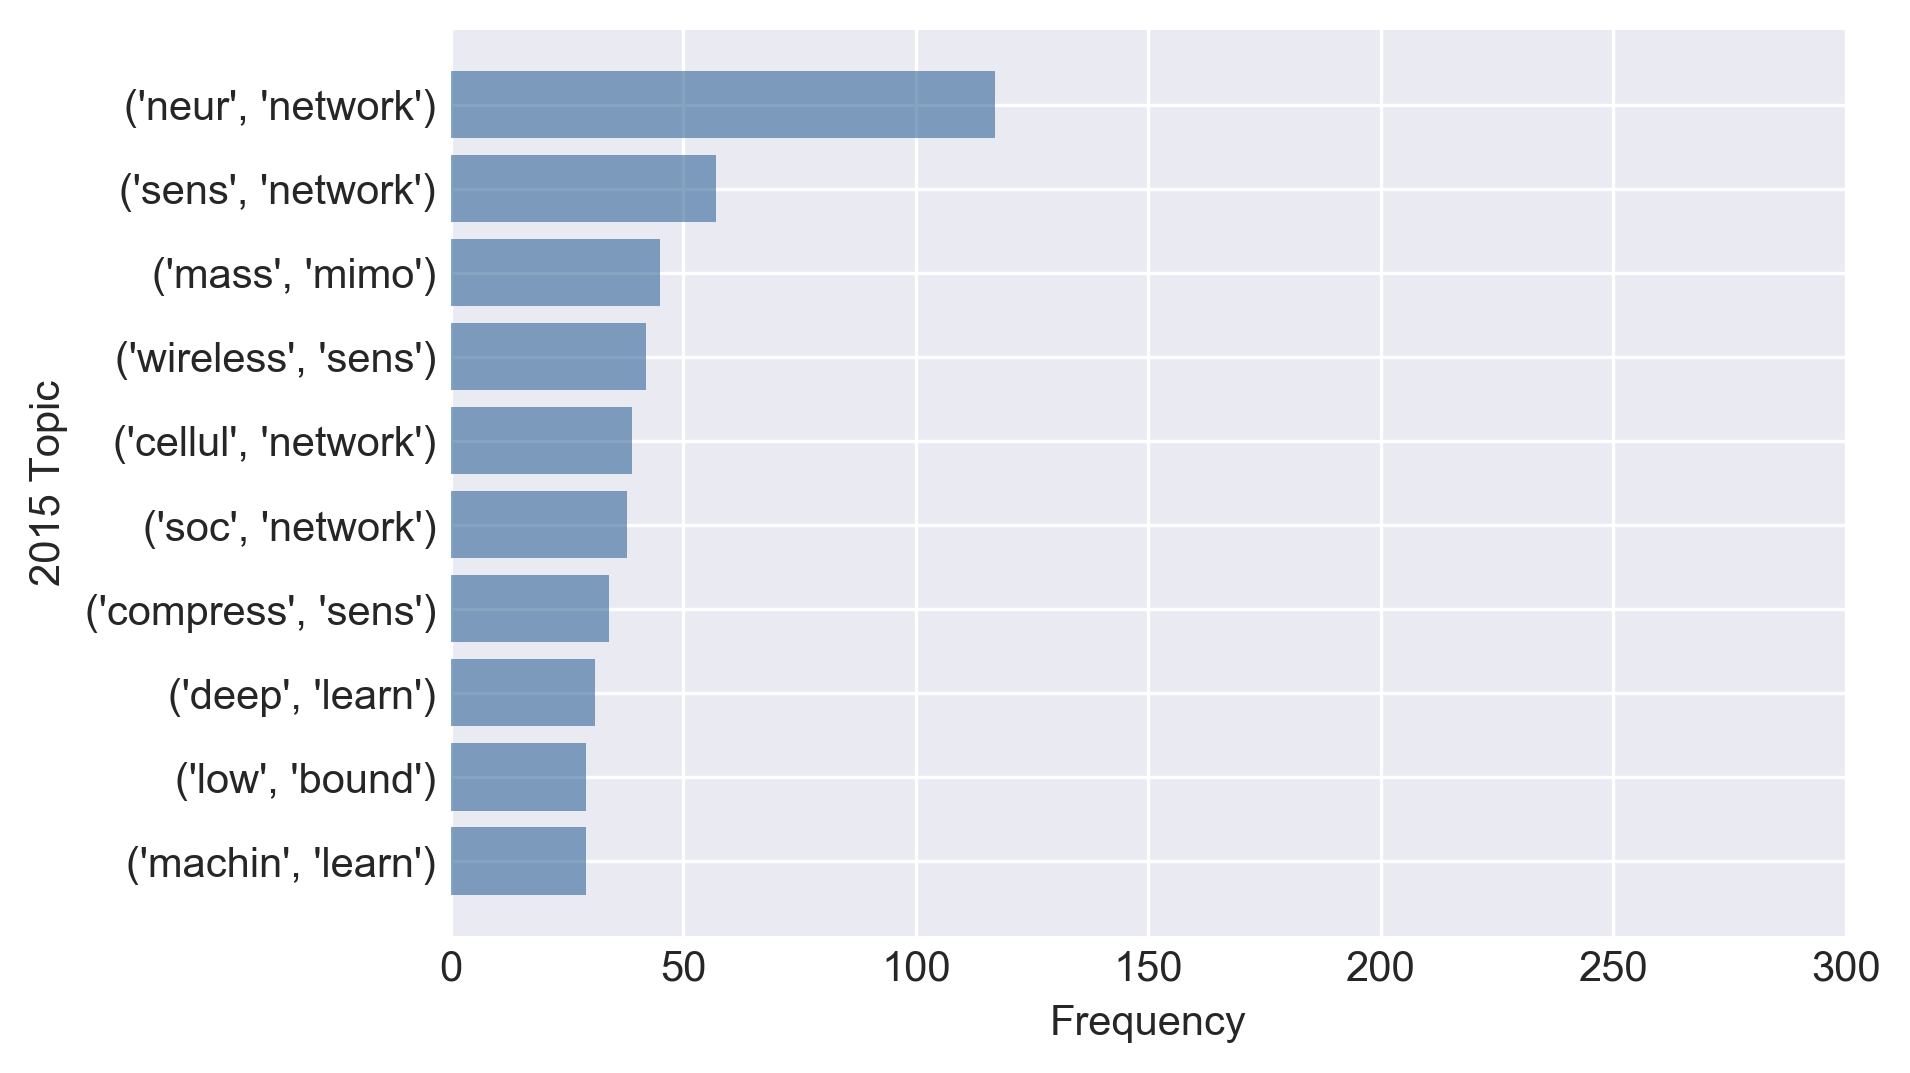 2015 Topic
('neur', 'network')
('sens', 'network')
('mass', 'mimo')
('wireless', 'sens')
('cellul', 'network')
('soc', 'network')
('compress', 'sens')
('deep', 'learn')
('low', 'bound')
('machin', 'learn')
0 50 100 150 200 250 300
Frequency